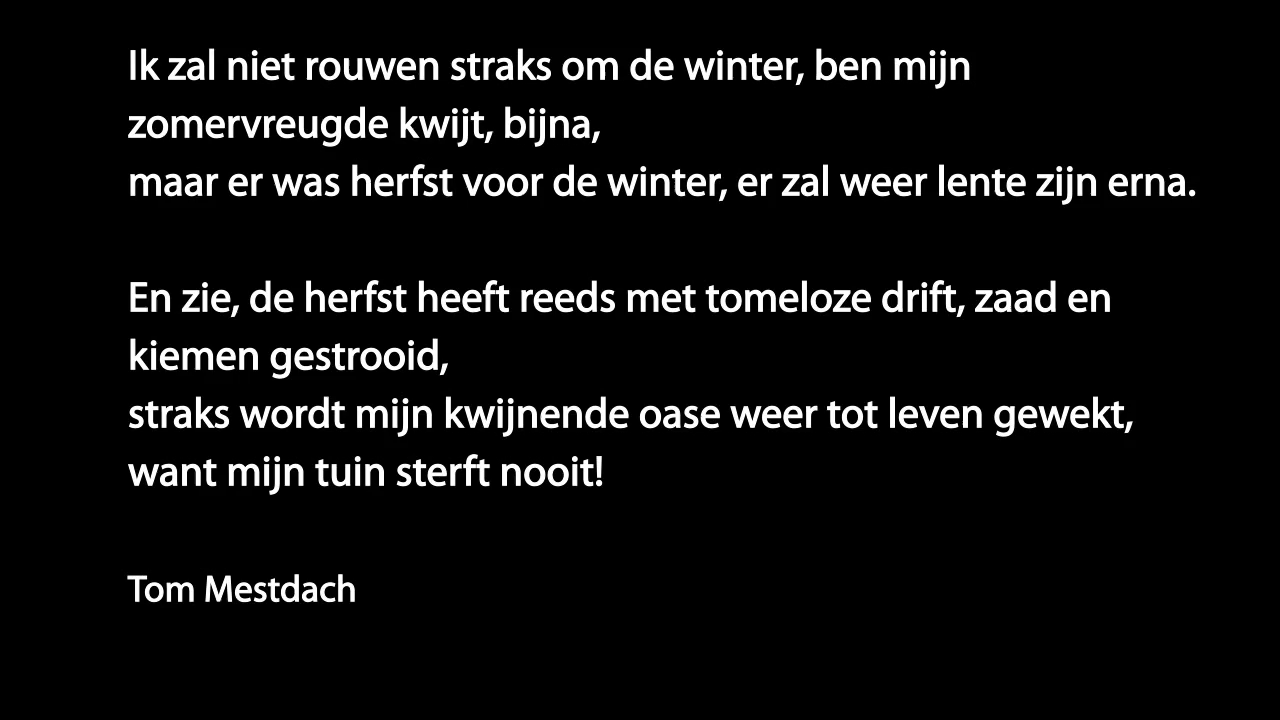 Ik zal niet rouwen straks om de winter, ben mijn
zomervreugde kwijt, bijna,
maar er was herfst voor de winter, er zal weer lente zijn erna.
En zie, de herfst heeft reeds met tomeloze drift, zaad en
kiemen gestrooid,
straks wordt mijn kwijnende oase weer tot leven gewekt,
want mijn tuin sterft nooit!
Tom Mestdach